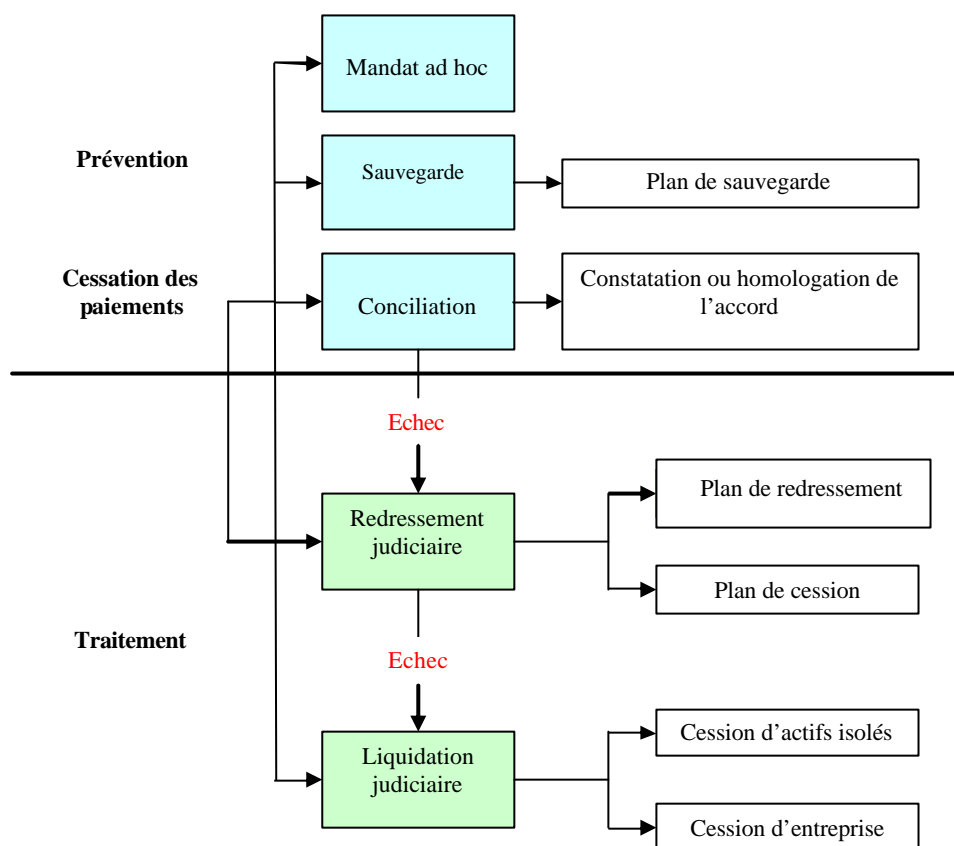 Mandat ad hoc
Prévention
Sauvegarde
Plan de sauvegarde
Cessation des
paiements
Conciliation
Constatation ou homologation de
l’accord
Echec
Redressement
judiciaire
Plan de redressement
Plan de cession
Traitement
Echec
Liquidation
judiciaire
Cession d’actifs isolés
Cession d’entreprise